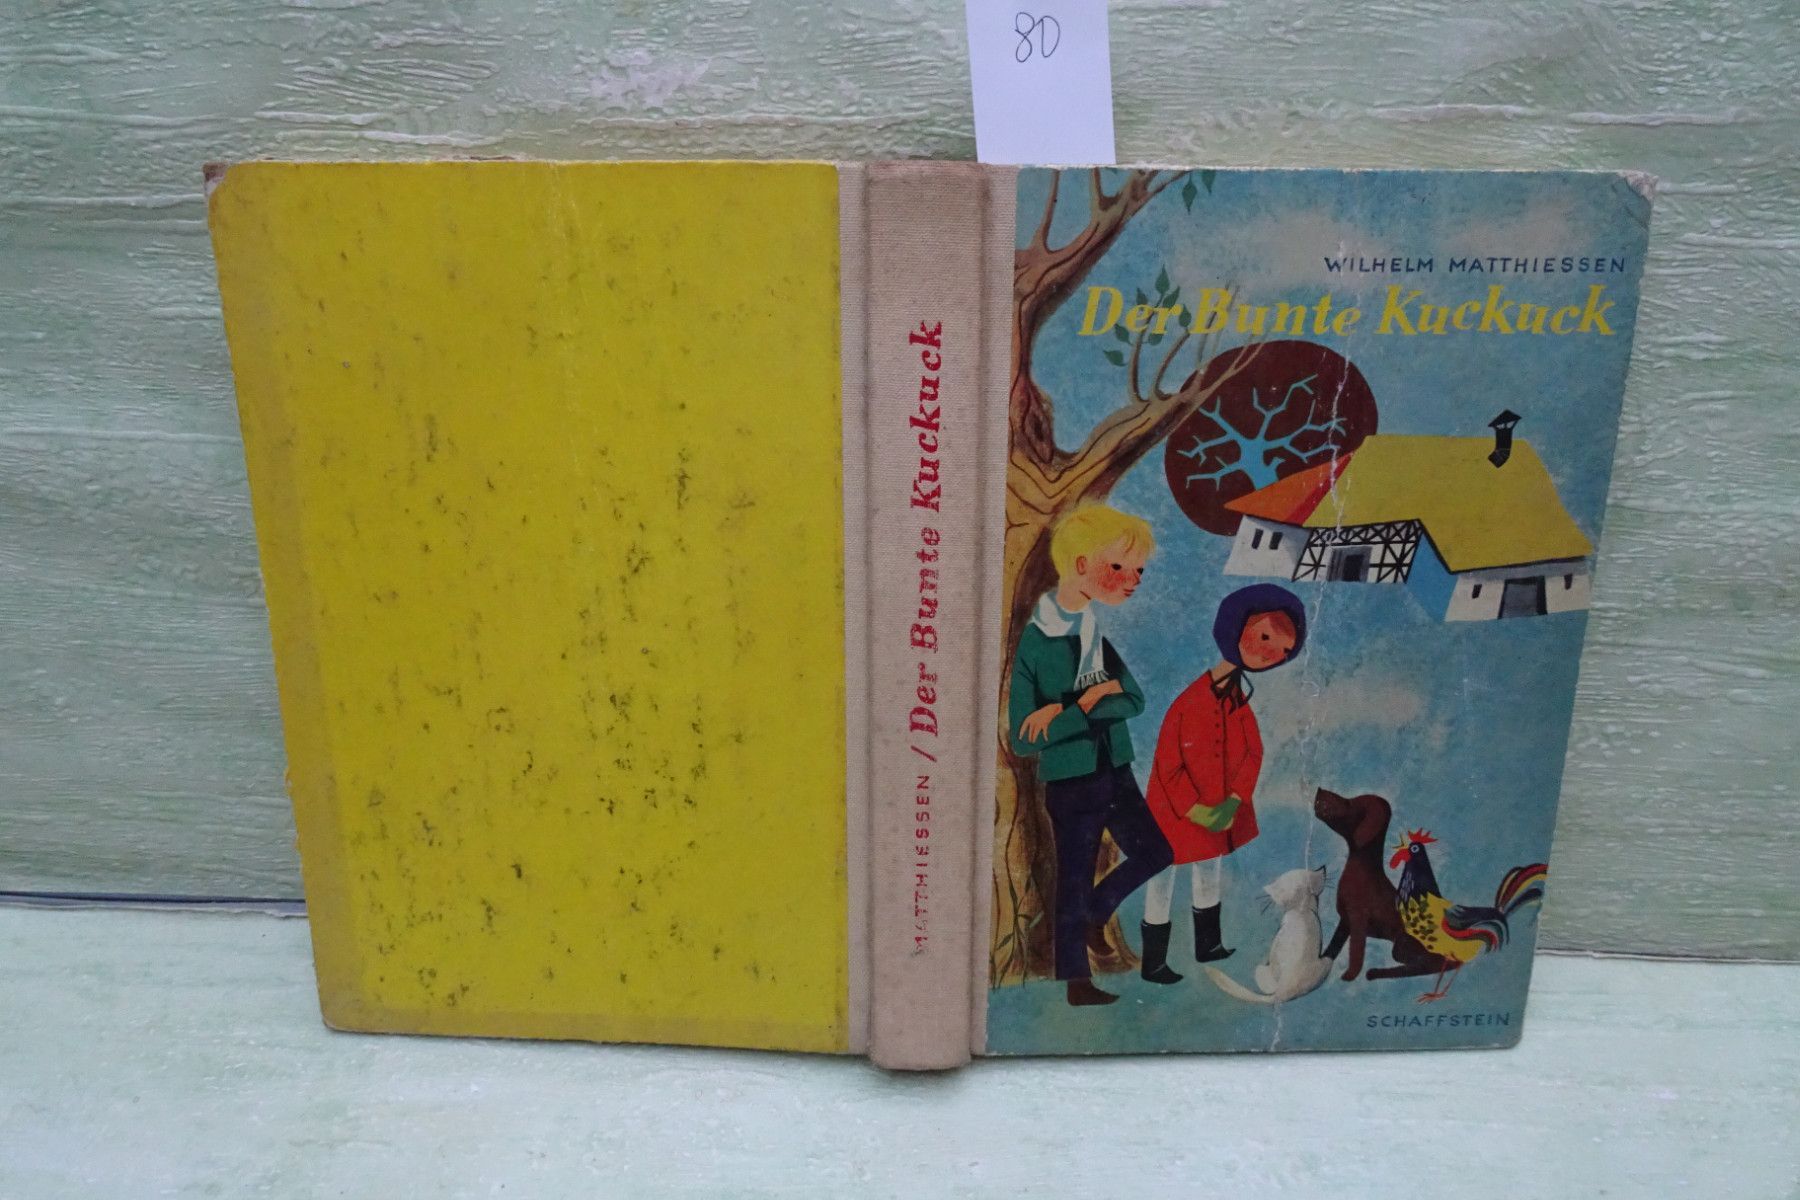 80
WILHELM MATTHIESSEN
Der Bunte Kuckuck
SCHAFFSTEIN
MATTHIESSEN / Der Bunte Kuckuck